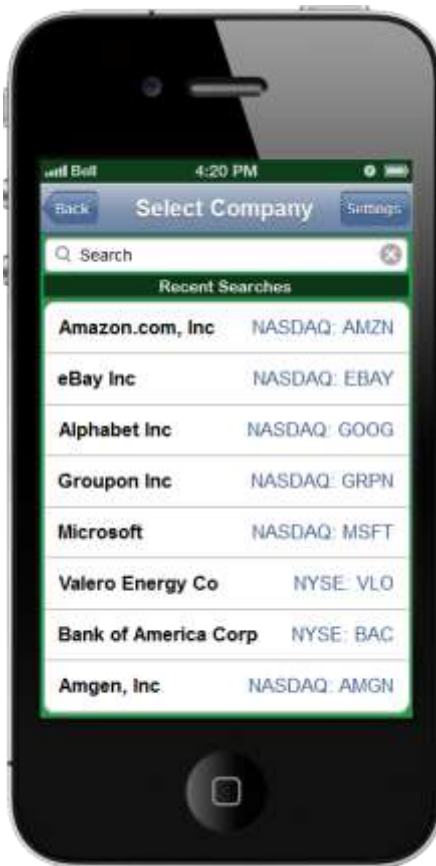 Bell 4:20 PM
Back Select Company Settings
Search
Recent Searches
Amazon.com, Inc NASDAQ: AMZN
eBay Inc NASDAQ: EBAY
Alphabet Inc NASDAQ: GOOG
Groupon Inc NASDAQ: GRPN
Microsoft NASDAQ: MSFT
Valero Energy Co NYSE: VLO
Bank of America Corp NYSE: BAC
Amgen, Inc NASDAQ: AMGN